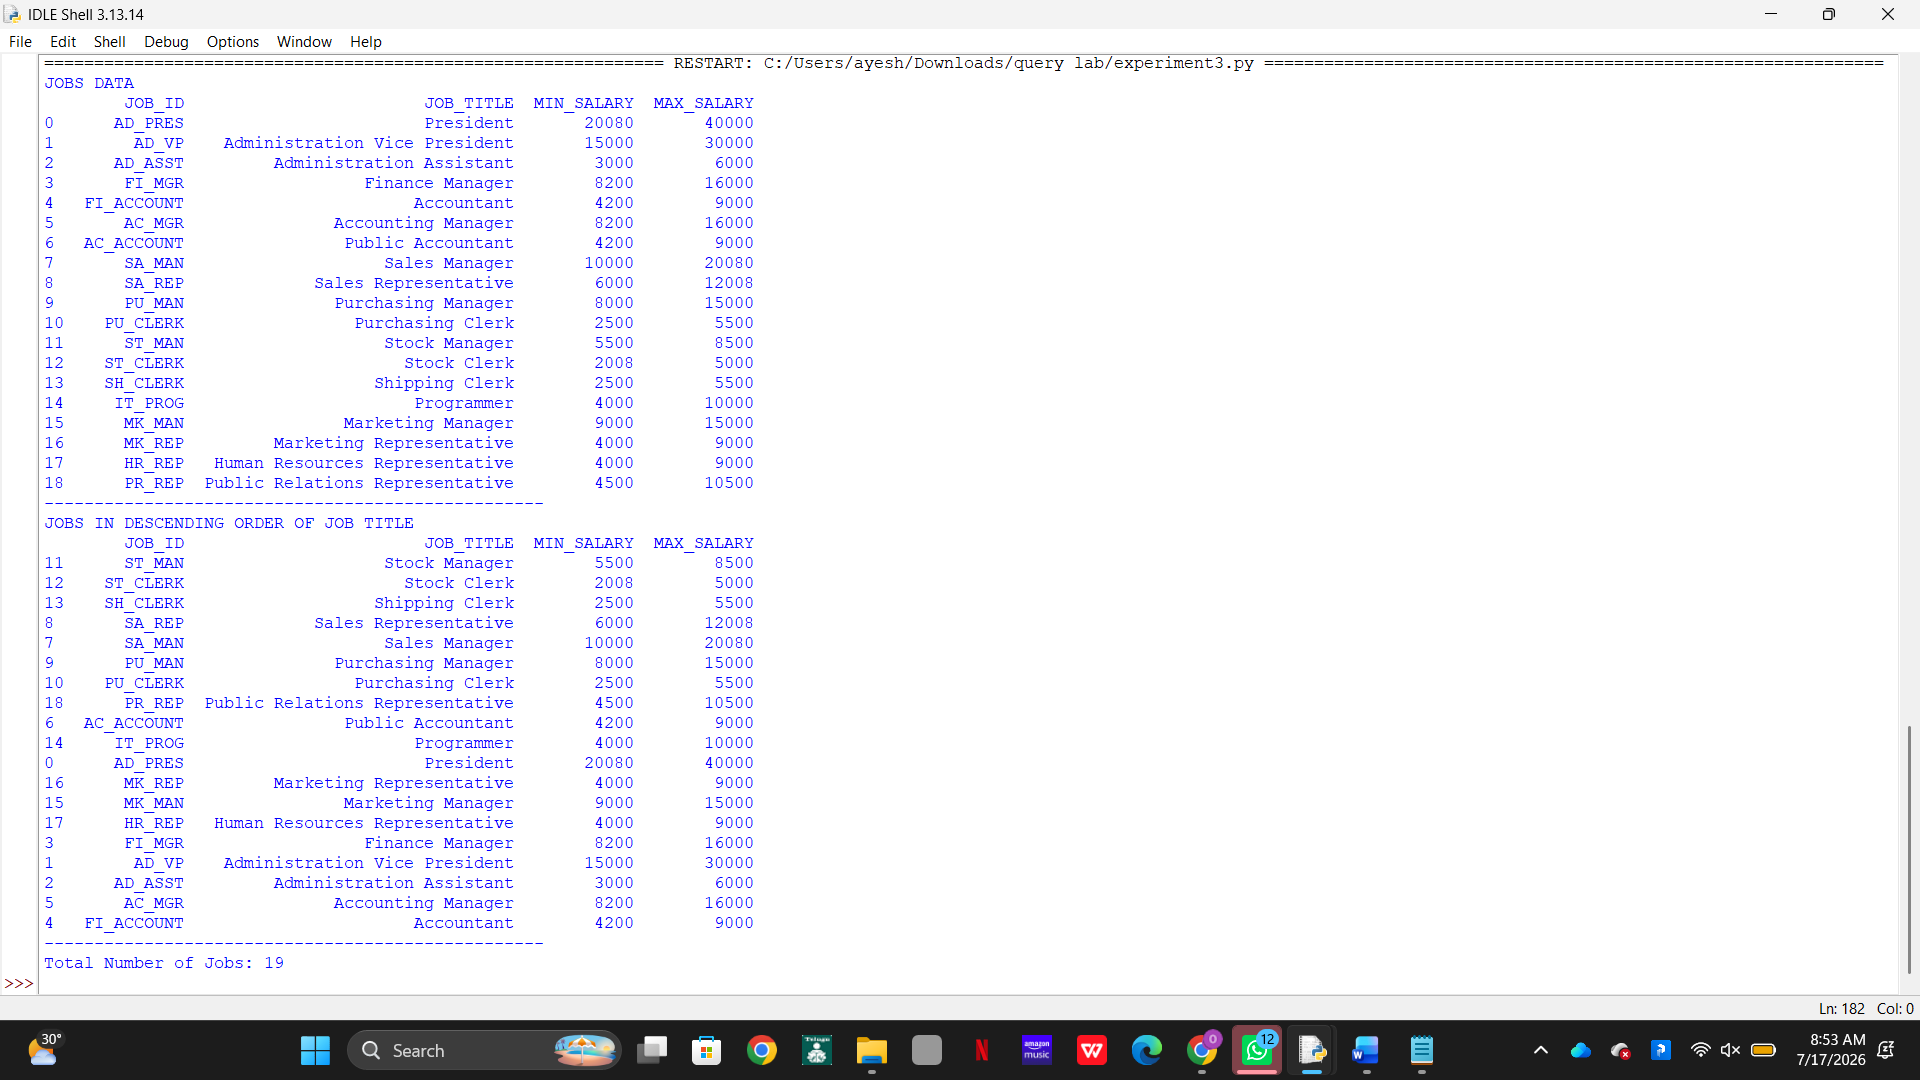 IDLE Shell 3.13.14
File Edit Shell Debug Options Window Help
============================================================== RESTART: C:/Users/ayesh/Downloads/query lab/experiment3.py ==============================================================
JOBS DATA
        JOB_ID                        JOB_TITLE  MIN_SALARY  MAX_SALARY
0      AD_PRES                        President       20080       40000
1        AD_VP    Administration Vice President       15000       30000
2      AD_ASST         Administration Assistant        3000        6000
3       FI_MGR                  Finance Manager        8200       16000
4   FI_ACCOUNT                       Accountant        4200        9000
5       AC_MGR               Accounting Manager        8200       16000
6   AC_ACCOUNT                Public Accountant        4200        9000
7       SA_MAN                    Sales Manager       10000       20080
8       SA_REP             Sales Representative        6000       12008
9       PU_MAN               Purchasing Manager        8000       15000
10    PU_CLERK                 Purchasing Clerk        2500        5500
11      ST_MAN                    Stock Manager        5500        8500
12    ST_CLERK                      Stock Clerk        2008        5000
13    SH_CLERK                   Shipping Clerk        2500        5500
14     IT_PROG                       Programmer        4000       10000
15      MK_MAN                Marketing Manager        9000       15000
16      MK_REP         Marketing Representative        4000        9000
17      HR_REP   Human Resources Representative        4000        9000
18      PR_REP  Public Relations Representative        4500       10500
--------------------------------------------------
JOBS IN DESCENDING ORDER OF JOB TITLE
        JOB_ID                        JOB_TITLE  MIN_SALARY  MAX_SALARY
11      ST_MAN                    Stock Manager        5500        8500
12    ST_CLERK                      Stock Clerk        2008        5000
13    SH_CLERK                   Shipping Clerk        2500        5500
8       SA_REP             Sales Representative        6000       12008
7       SA_MAN                    Sales Manager       10000       20080
9       PU_MAN               Purchasing Manager        8000       15000
10    PU_CLERK                 Purchasing Clerk        2500        5500
18      PR_REP  Public Relations Representative        4500       10500
6   AC_ACCOUNT                Public Accountant        4200        9000
14     IT_PROG                       Programmer        4000       10000
0      AD_PRES                        President       20080       40000
16      MK_REP         Marketing Representative        4000        9000
15      MK_MAN                Marketing Manager        9000       15000
17      HR_REP   Human Resources Representative        4000        9000
3       FI_MGR                  Finance Manager        8200       16000
1        AD_VP    Administration Vice President       15000       30000
2      AD_ASST         Administration Assistant        3000        6000
5       AC_MGR               Accounting Manager        8200       16000
4   FI_ACCOUNT                       Accountant        4200        9000
--------------------------------------------------
Total Number of Jobs: 19
>>>
Ln: 182 Col: 0
30°
Search
Telugu
amazon music
0
12
8:53 AM
7/17/2026